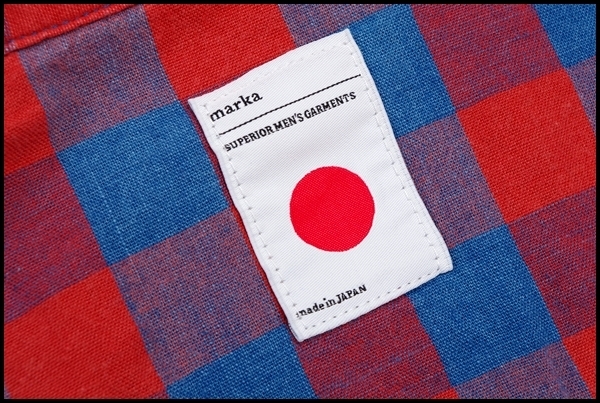 marka
SUPERIOR MEN'S GARMENTS
made in JAPAN